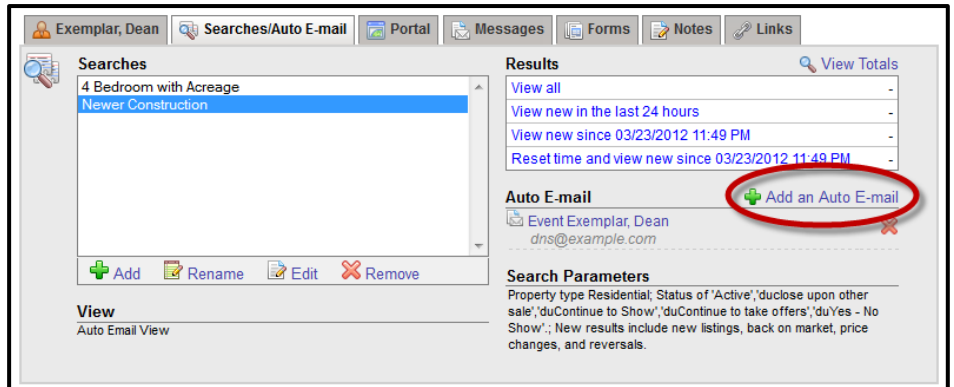 Exemplar, Dean
Searches/Auto E-mail
Portal
Messages
Forms
Notes
Links
Searches
4 Bedroom with Acreage
Newer Construction
Add
Rename
Edit
Remove
View
Auto Email View
Results
View Totals
View all -
View new in the last 24 hours -
View new since 03/23/2012 11:49 PM -
Reset time and view new since 03/23/2012 11:49 PM -
Auto E-mail
Add an Auto E-mail
Event Exemplar, Dean
dns@example.com
Search Parameters
Property type Residential; Status of 'Active','duclose upon other
sale','duContinue to Show','duContinue to take offers','duYes - No
Show'.; New results include new listings, back on market, price
changes, and reversals.